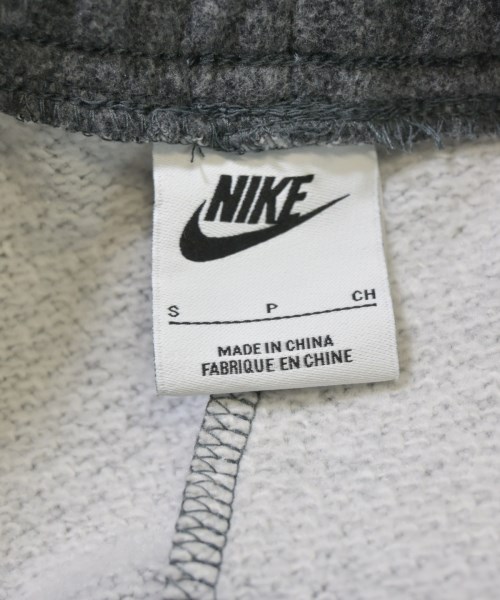 NIKE
S P CH
MADE IN CHINA
FABRIQUE EN CHINE